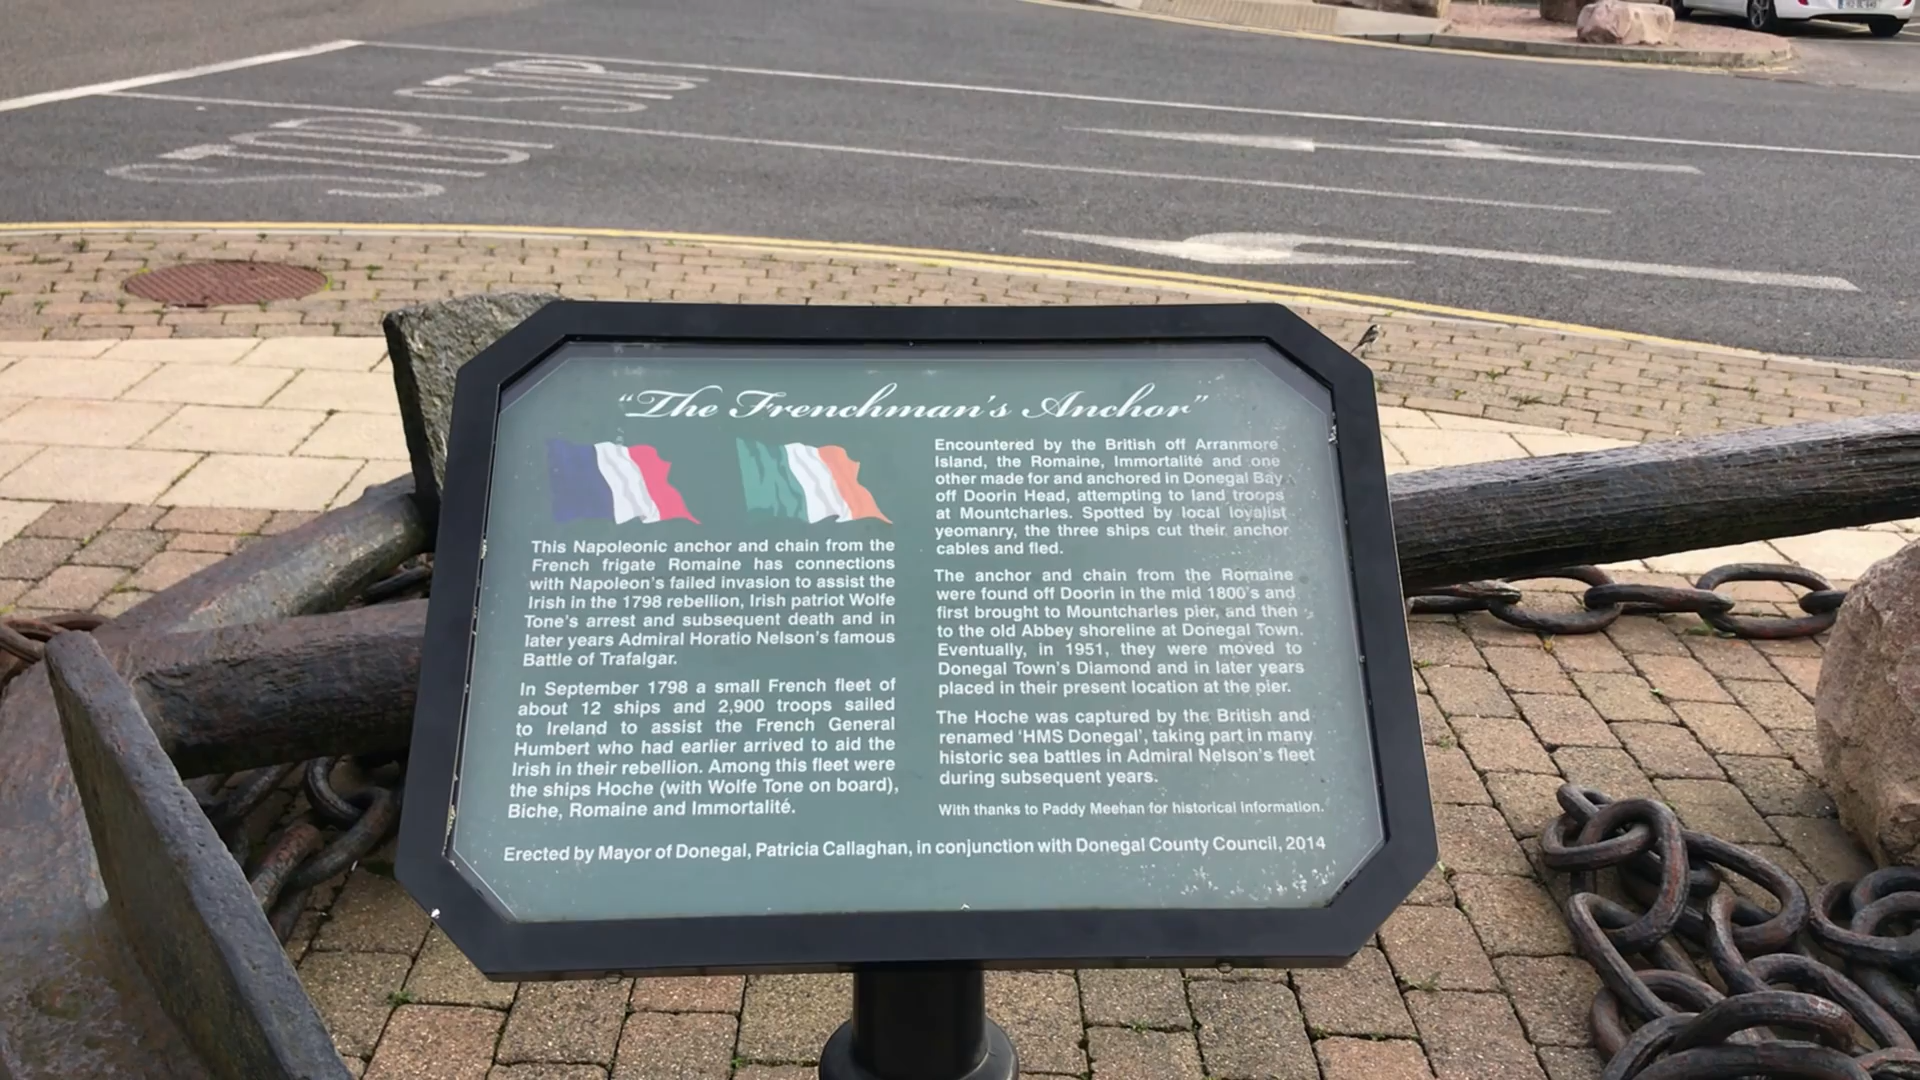 STOP
STOP
“The Frenchman's Anchor”
This Napoleonic anchor and chain from the
French frigate Romaine has connections
with Napoleon's failed invasion to assist the
Irish in the 1798 rebellion, Irish patriot Wolfe
Tone's arrest and subsequent death and in
later years Admiral Horatio Nelson's famous
Battle of Trafalgar.
In September 1798 a small French fleet of
about 12 ships and 2,900 troops sailed
to Ireland to assist the French General
Humbert who had earlier arrived to aid the
Irish in their rebellion. Among this fleet were
the ships Hoche (with Wolfe Tone on board),
Biche, Romaine and Immortalité.
Encountered by the British off Arranmore
Island, the Romaine, Immortalité and one
other made for and anchored in Donegal Bay
off Doorin Head, attempting to land troops
at Mountcharles. Spotted by local loyalist
yeomanry, the three ships cut their anchor
cables and fled.
The anchor and chain from the Romaine
were found off Doorin in the mid 1800's and
first brought to Mountcharles pier, and then
to the old Abbey shoreline at Donegal Town.
Eventually, in 1951, they were moved to
Donegal Town's Diamond and in later years
placed in their present location at the pier.
The Hoche was captured by the British and
renamed ‘HMS Donegal’, taking part in many
historic sea battles in Admiral Nelson's fleet
during subsequent years.
With thanks to Paddy Meehan for historical information.
Erected by Mayor of Donegal, Patricia Callaghan, in conjunction with Donegal County Council, 2014